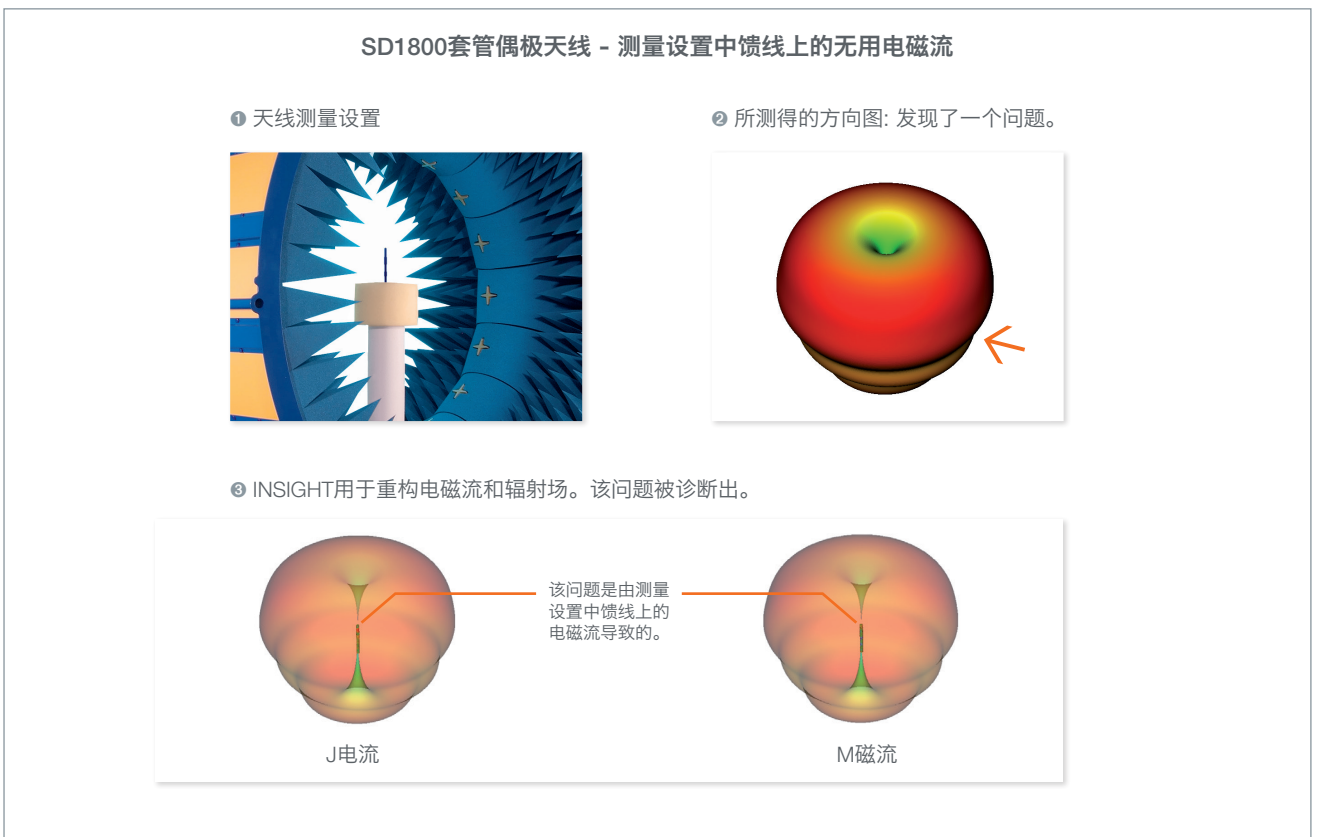 SD1800套管偶极天线 - 测量设置中馈线上的无用电磁流
❶ 天线测量设置
❷ 所测得的方向图: 发现了一个问题。
❸ INSIGHT用于重构电磁流和辐射场。该问题被诊断出。
该问题是由测量
设置中馈线上的
电磁流导致的。
J电流
M磁流